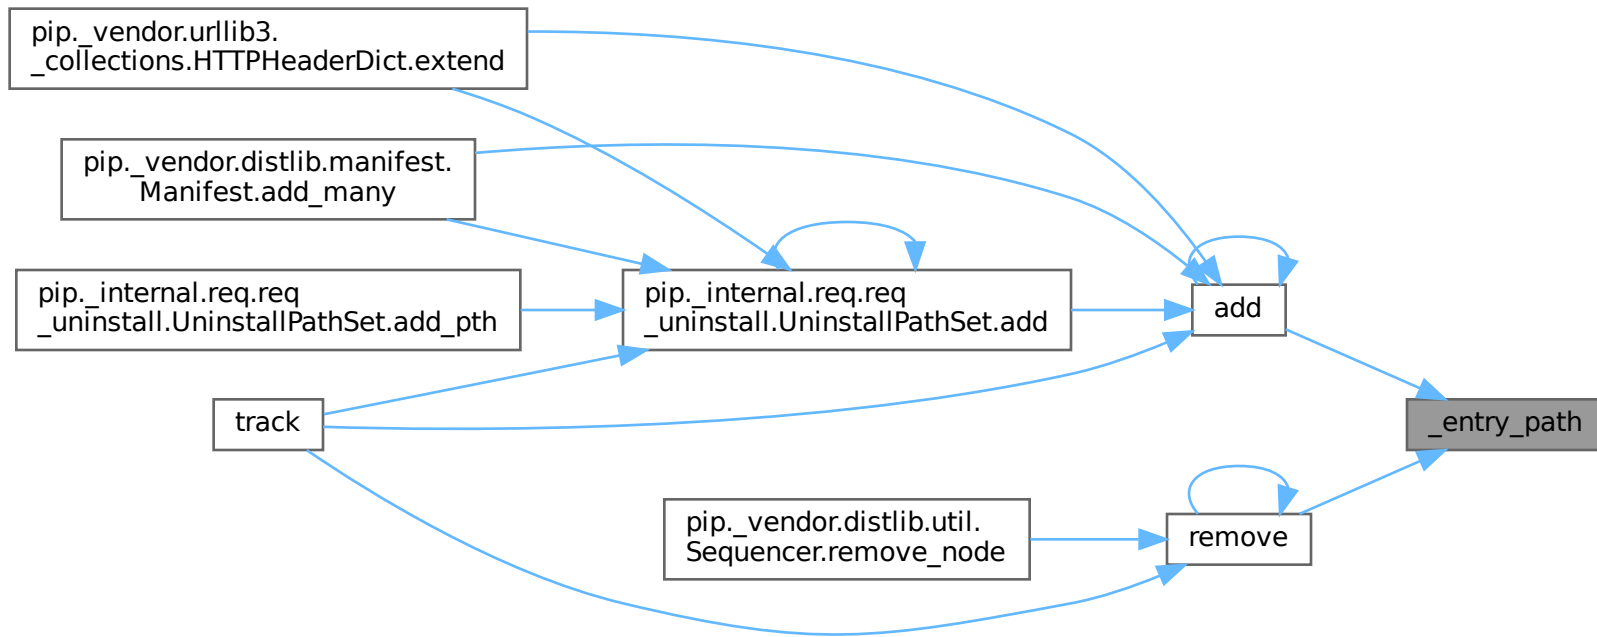 pip._vendor.urllib3.
_collections.HTTPHeaderDict.extend
pip._vendor.distlib.manifest.
Manifest.add_many
pip._internal.req.req
_uninstall.UninstallPathSet.add_pth
pip._internal.req.req
_uninstall.UninstallPathSet.add
add
track
_entry_path
pip._vendor.distlib.util.
Sequencer.remove_node
remove